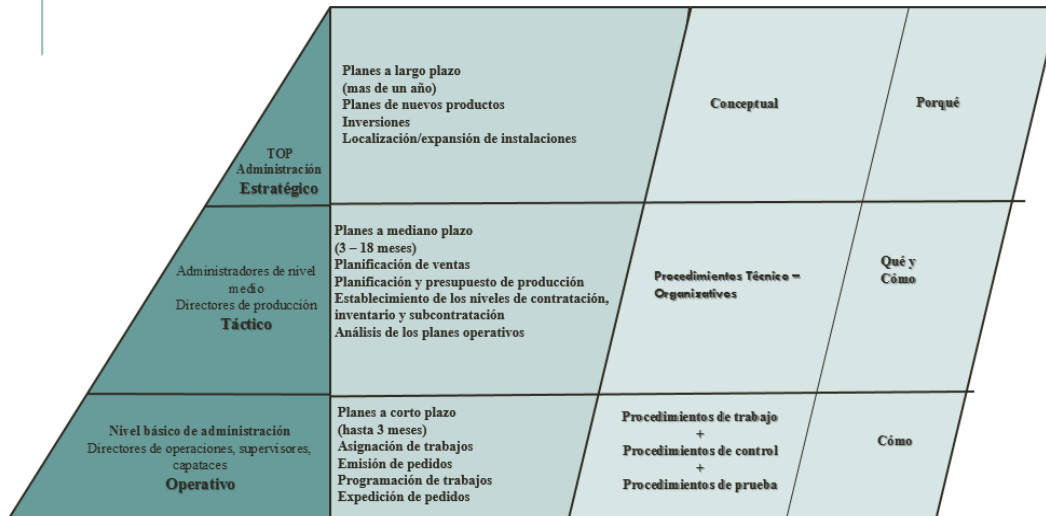 TOP
Administración
Estratégico
Planes a largo plazo
(mas de un año)
Planes de nuevos productos
Inversiones
Localización/expansión de instalaciones
Conceptual
Porqué
Administradores de nivel
medio
Directores de producción
Táctico
Planes a mediano plazo
(3 – 18 meses)
Planificación de ventas
Planificación y presupuesto de producción
Establecimiento de los niveles de contratación,
inventario y subcontratación
Análisis de los planes operativos
Procedimientos Técnico –
Organizativos
Qué y
Cómo
Nivel básico de administración
Directores de operaciones, supervisores,
capataces
Operativo
Planes a corto plazo
(hasta 3 meses)
Asignación de trabajos
Emisión de pedidos
Programación de trabajos
Expedición de pedidos
Procedimientos de trabajo
+
Procedimientos de control
+
Procedimientos de prueba
Cómo